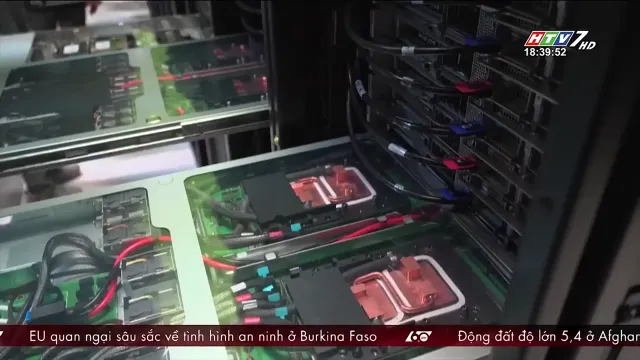 HTV7 HD
18:39:52
EU quan ngại sâu sắc về tình hình an ninh ở Burkina Faso
Động đất độ lớn 5,4 ở Afghan